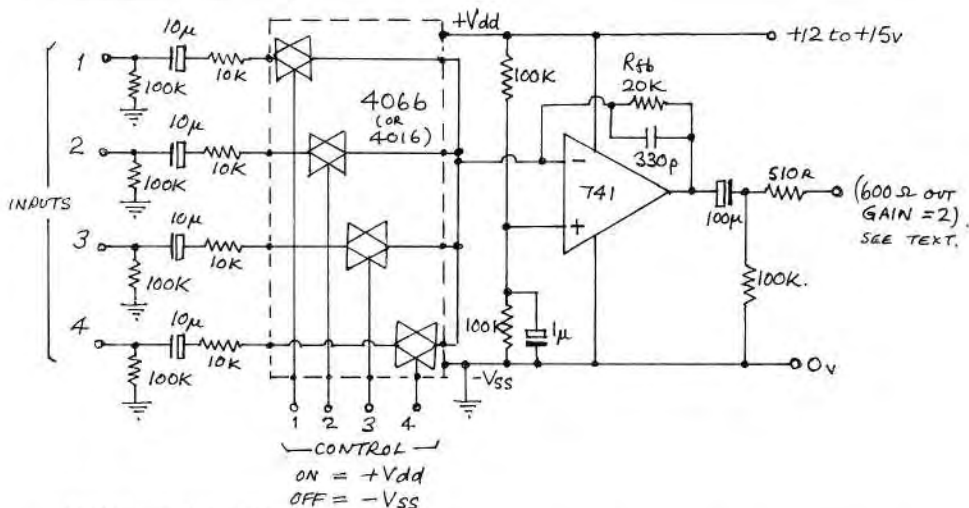 +Vdd
+12 to +15v
1
10µ
10K
100K
100K
Rfb
20K
4066
(OR
4016)
330p
2
10µ
10K
100K
INPUTS
−
741
+
510R
100µ
(600Ω OUT
GAIN = 2).
SEE TEXT.
3
10µ
10K
100K
100K.
100K
1µ
4
10µ
10K
100K
-Vss
0v
1 2 3 4
CONTROL
ON = +Vdd
OFF = -Vss